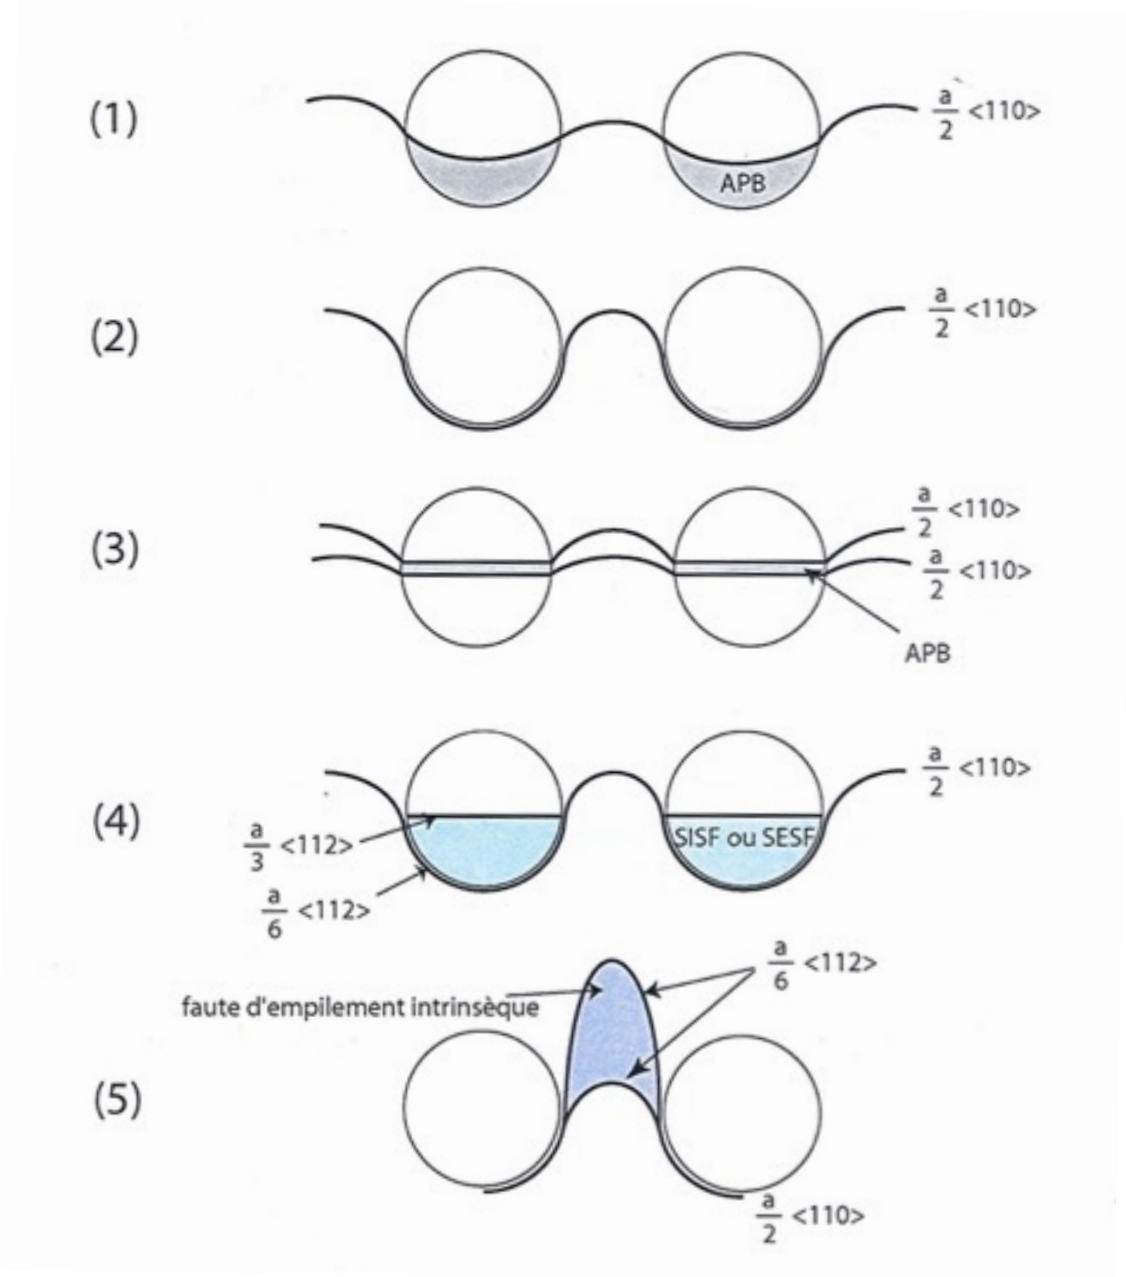 (1)
a/2 <110>
APB
(2)
a/2 <110>
(3)
a/2 <110>
a/2 <110>
APB
(4)
a/2 <110>
SISF ou SESF
a/3 <112>
a/6 <112>
(5)
a/6 <112>
faute d'empilement intrinsèque
a/2 <110>